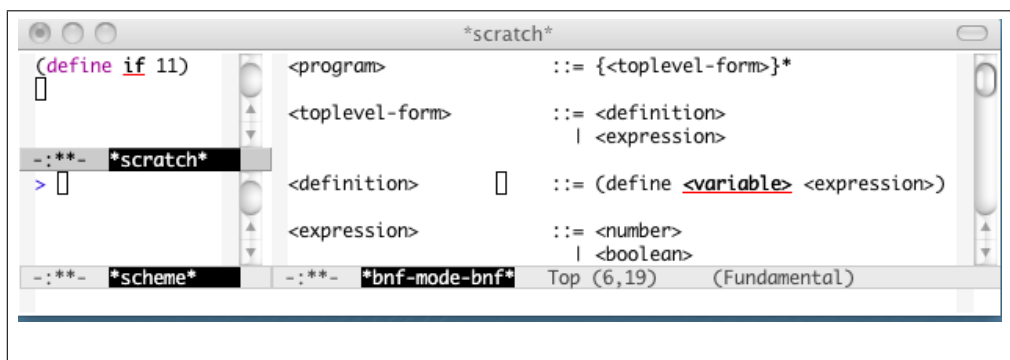 *scratch*
(define if 11)
-:**- *scratch*
>
-:**- *scheme*
<program> ::= {<toplevel-form>}*
<toplevel-form> ::= <definition>
| <expression>
<definition> ::= (define <variable> <expression>)
<expression> ::= <number>
| <boolean>
-:**- *bnf-mode-bnf* Top (6,19) (Fundamental)